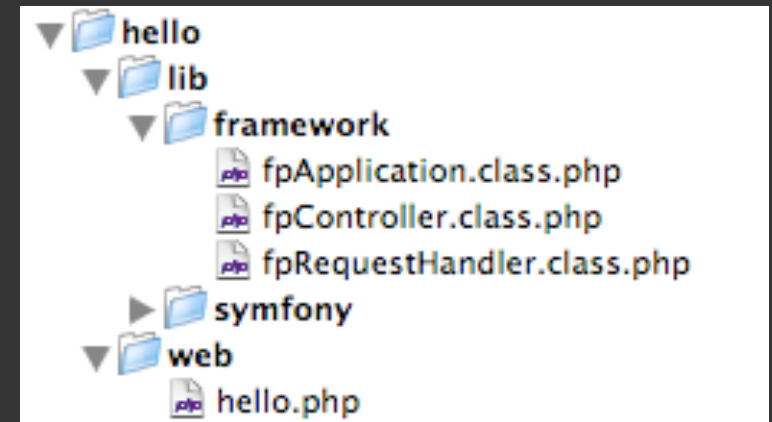 hello
lib
framework
fpApplication.class.php
fpController.class.php
fpRequestHandler.class.php
symfony
web
hello.php